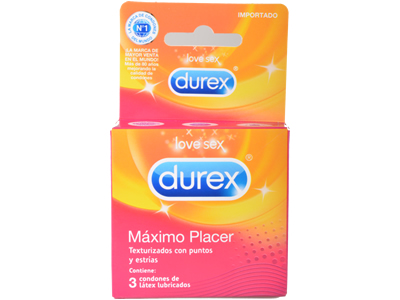 IMPORTADO
Nº1
LA MARCA DE
MAYOR VENTA
EN EL MUNDO
love sex
durex
love sex
durex®
Máximo Placer
Texturizados con puntos
y estrías
Contiene:
3 condones de
látex lubricados